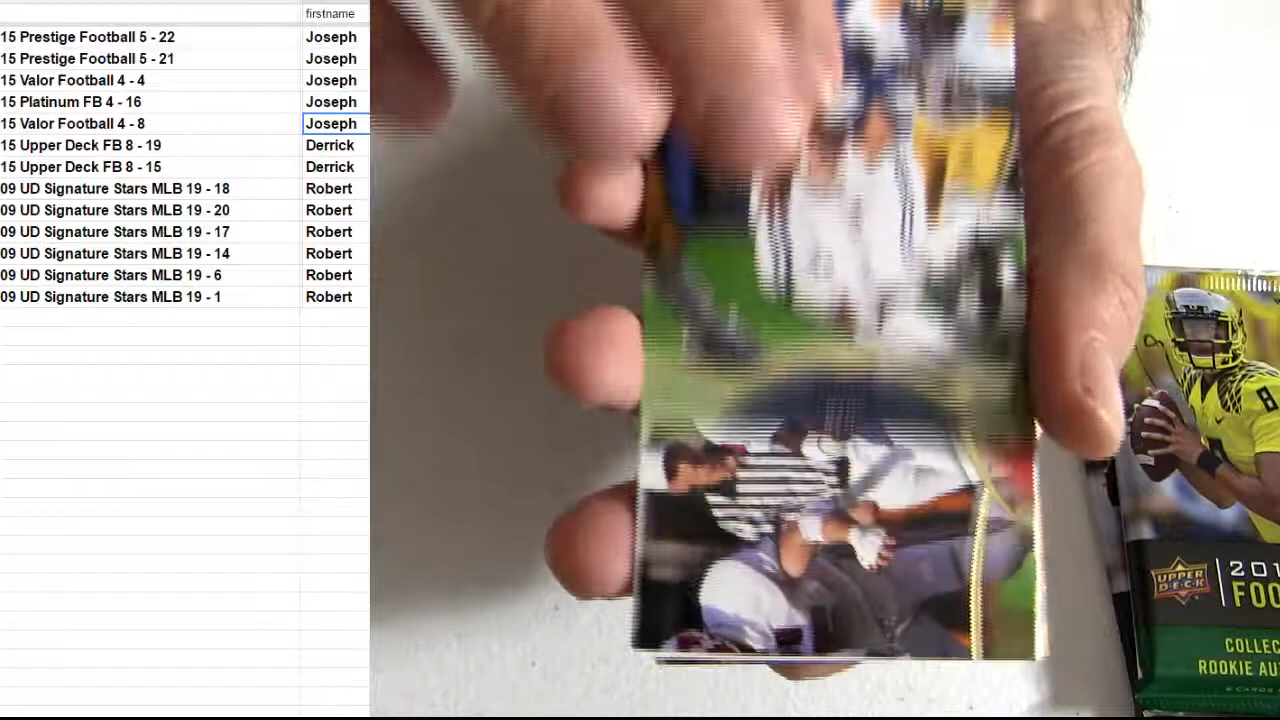 firstname
15 Prestige Football 5 - 22 Joseph
15 Prestige Football 5 - 21 Joseph
15 Valor Football 4 - 4 Joseph
15 Platinum FB 4 - 16 Joseph
15 Valor Football 4 - 8 Joseph
15 Upper Deck FB 8 - 19 Derrick
15 Upper Deck FB 8 - 15 Derrick
09 UD Signature Stars MLB 19 - 18 Robert
09 UD Signature Stars MLB 19 - 20 Robert
09 UD Signature Stars MLB 19 - 17 Robert
09 UD Signature Stars MLB 19 - 14 Robert
09 UD Signature Stars MLB 19 - 6 Robert
09 UD Signature Stars MLB 19 - 1 Robert
8
UPPER DECK
201
FOO
COLLEC
ROOKIE AU